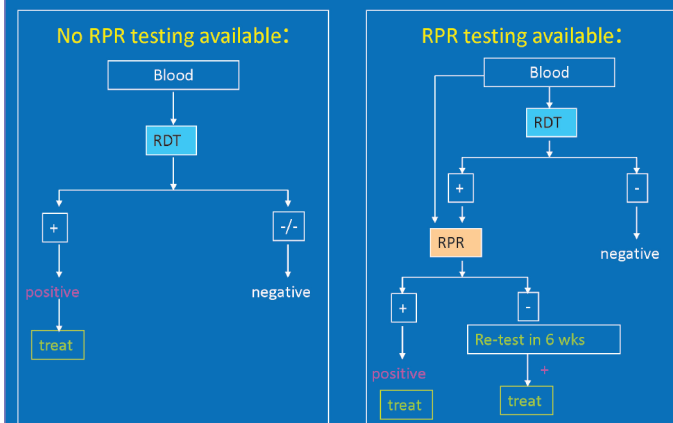 No RPR testing available:
Blood
RDT
+
-/-
positive
negative
treat
RPR testing available:
Blood
RDT
+
-
RPR
negative
+
-
Re-test in 6 wks
positive
+
treat
treat